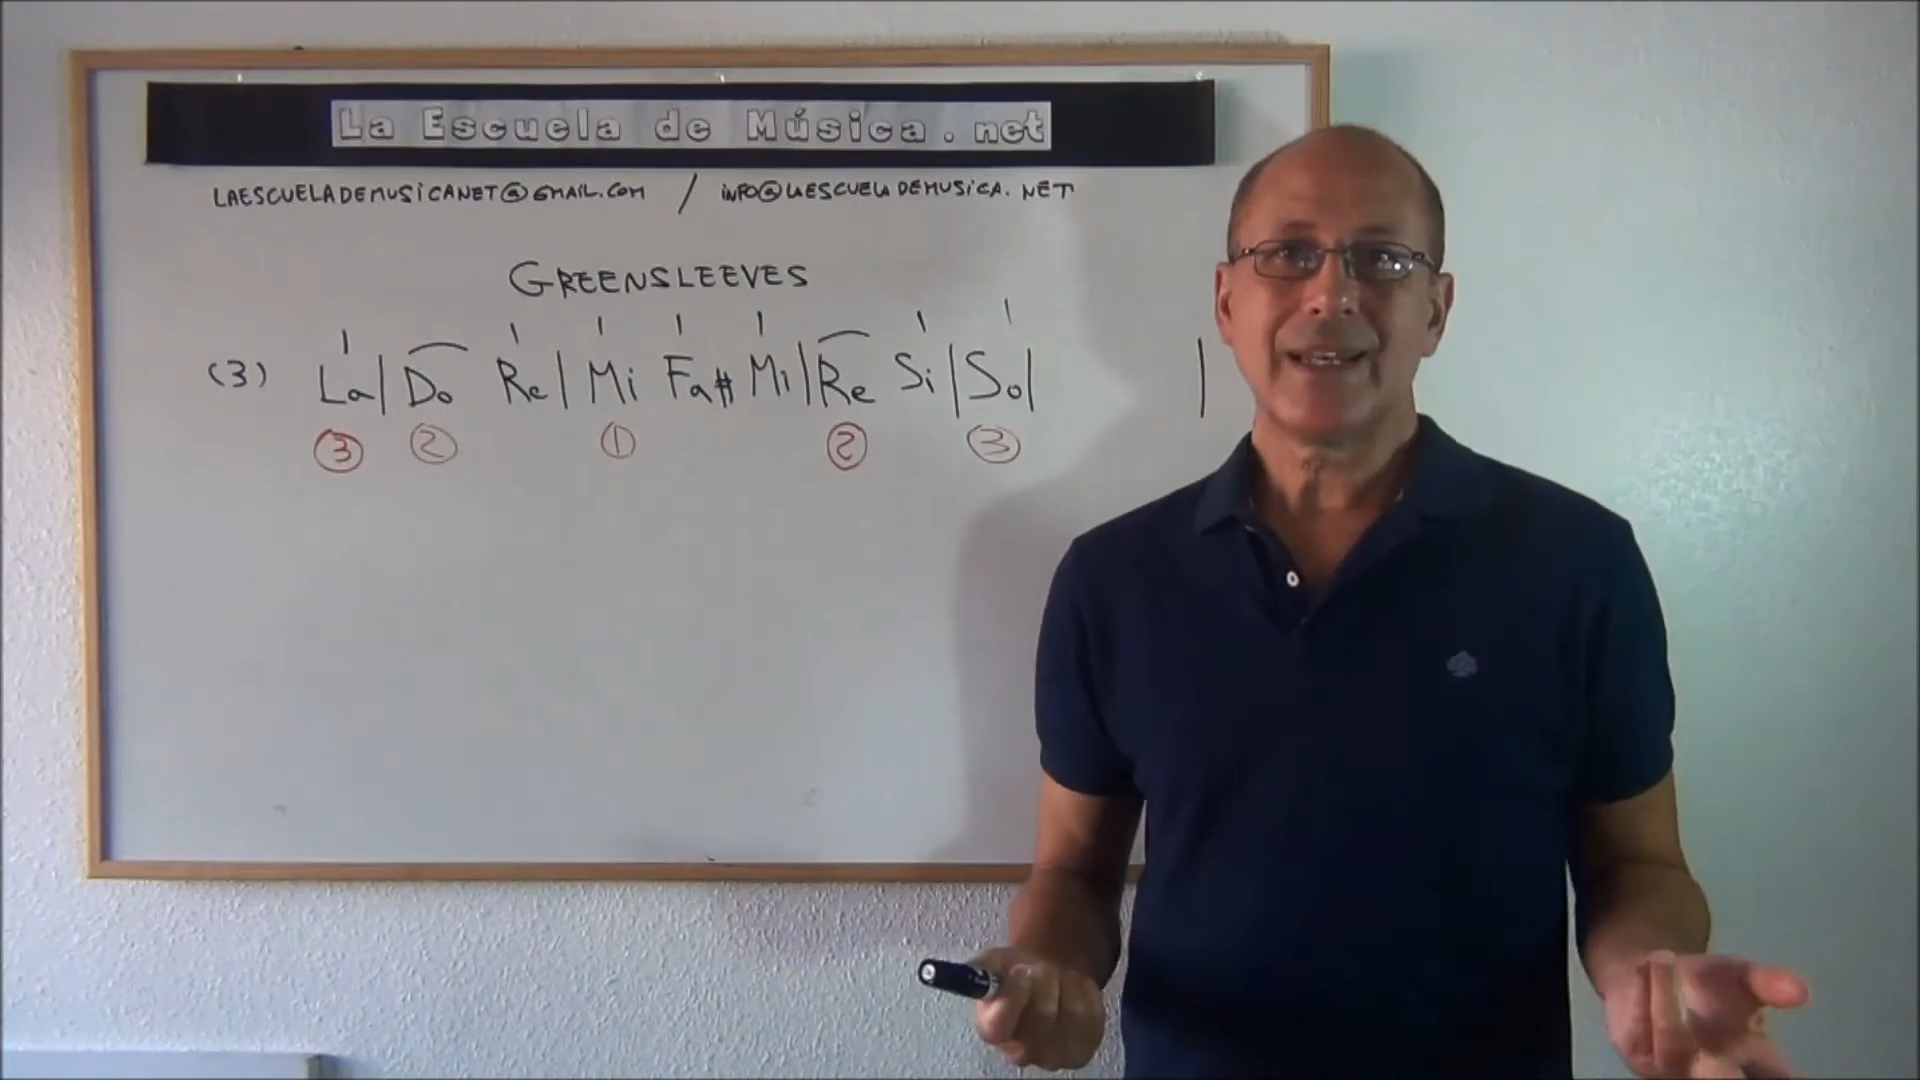 La Escuela de Música.net
LAESCUELADEMUSICANET@GMAIL.COM / INFO@LAESCUELADEMUSICA.NET
GREENSLEEVES
(3) La | Do Re | Mi Fa# Mi | Re Si | Sol |
3 2 1 2 3